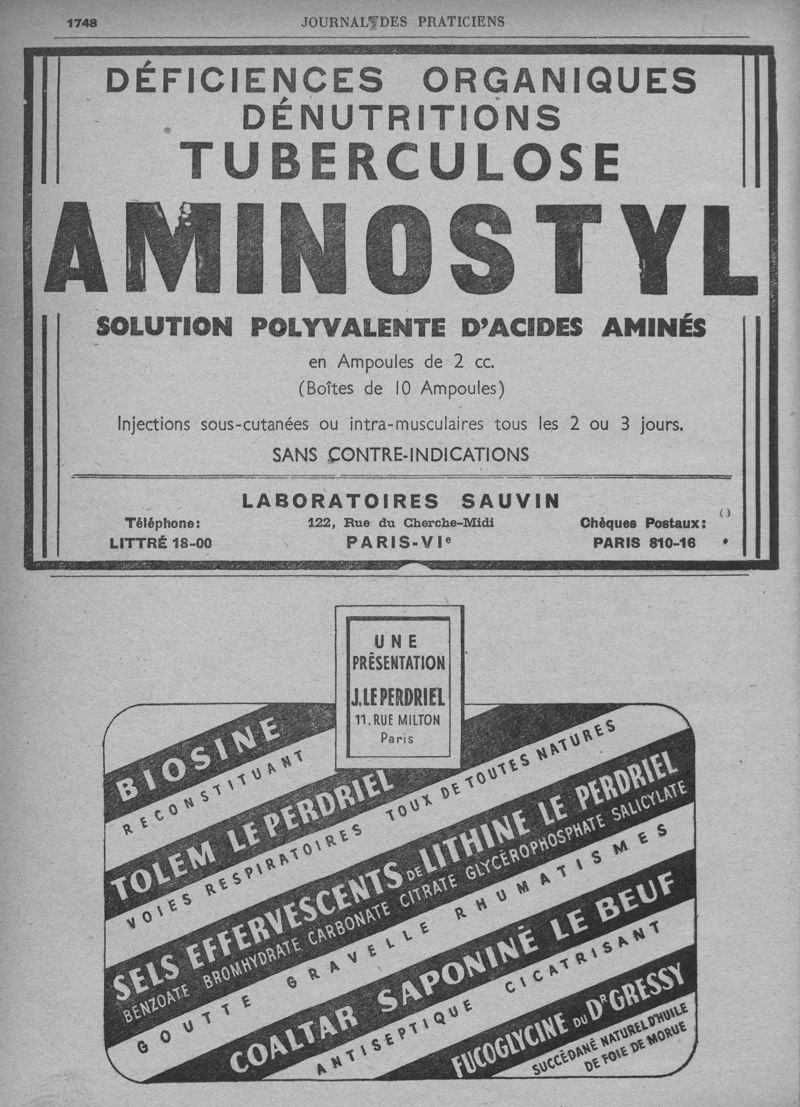 1748
JOURNAL DES PRATICIENS
DÉFICIENCES ORGANIQUES
DÉNUTRITIONS
TUBERCULOSE
AMINOSTYL
SOLUTION POLYVALENTE D'ACIDES AMINÉS
en Ampoules de 2 cc.
(Boîtes de 10 Ampoules)
Injections sous-cutanées ou intra-musculaires tous les 2 ou 3 jours.
SANS CONTRE-INDICATIONS
LABORATOIRES SAUVIN
Téléphone:
LITTRÉ 18-00
122, Rue du Cherche-Midi
PARIS-VIe
Chèques Postaux:
PARIS 810-16
UNE
PRÉSENTATION
J. LE PERDRIEL
11. RUE MILTON
Paris
BIOSINE
RECONSTITUANT
TOLEM LE PERDRIEL
VOIES RESPIRATOIRES TOUX DE TOUTES NATURES
SELS EFFERVESCENTS DE LITHINE LE PERDRIEL
BENZOATE BROMHYDRATE CARBONATE CITRATE GLYCÉROPHOSPHATE SALICYLATE
GOUTTE GRAVELLE RHUMATISMES
COALTAR SAPONINÉ LE BEUF
ANTISEPTIQUE CICATRISANT
FUCOGLYCINE DU DR GRESSY
SUCCÉDANÉ NATUREL D'HUILE
DE FOIE DE MORUE